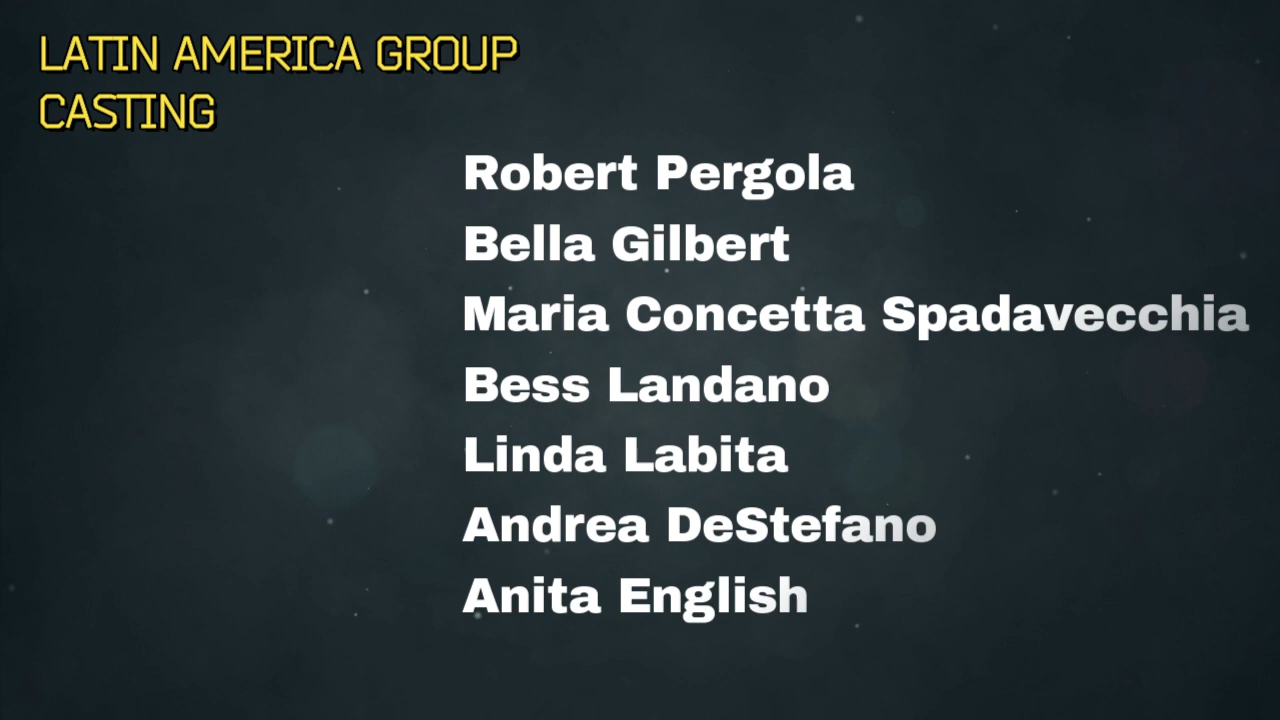 LATIN AMERICA GROUP
CASTING
Robert Pergola
Bella Gilbert
Maria Concetta Spadavecchia
Bess Landano
Linda Labita
Andrea DeStefano
Anita English